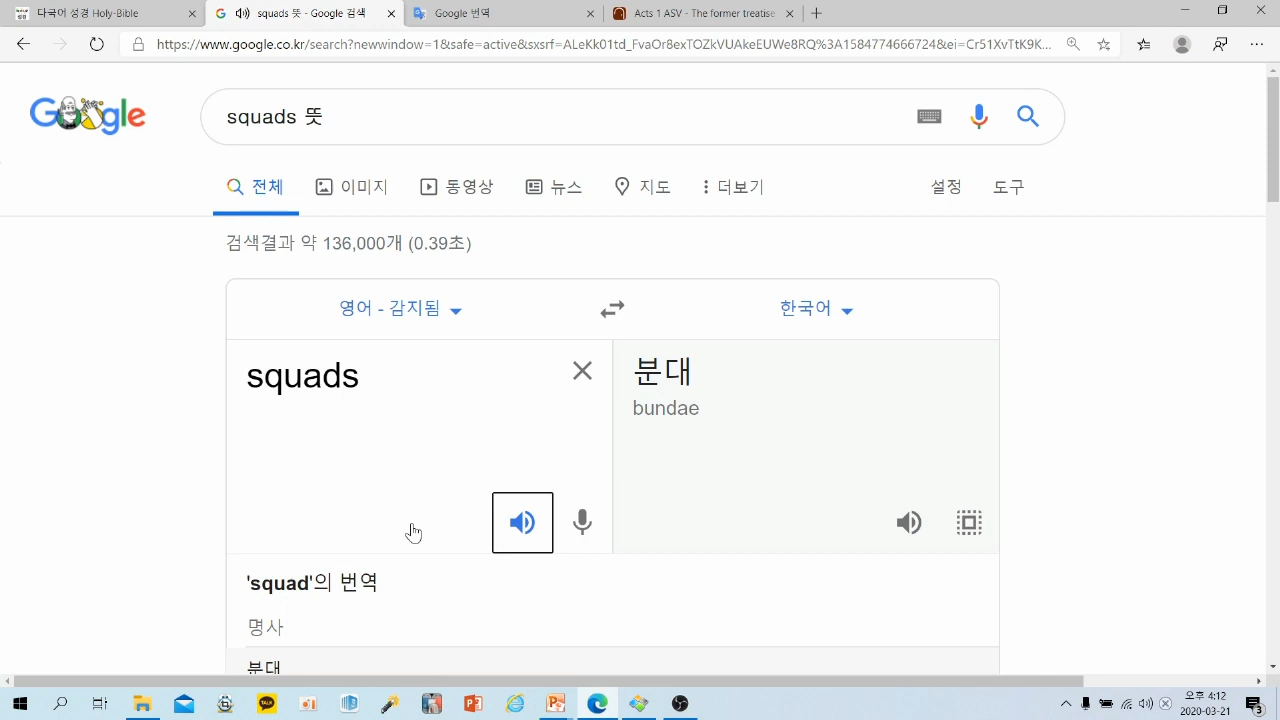 다국어 성경 Holy-Bible
squads 뜻 - Google 검색
Google 번역
Acts 1 ASV - The former treatise
https://www.google.co.kr/search?newwindow=1&safe=active&sxsrf=ALeKk01td_FvaOr8exTOZkVUAkeEUWe8RQ%3A1584774666724&ei=Cr51XvTtK9K...
Google
squads 뜻
전체
이미지
동영상
뉴스
지도
더보기
설정
도구
검색결과 약 136,000개 (0.39초)
영어 - 감지됨
한국어
squads
분대
bundae
'squad'의 번역
명사
분대
TALK
오후 4:12
2020-03-21
3